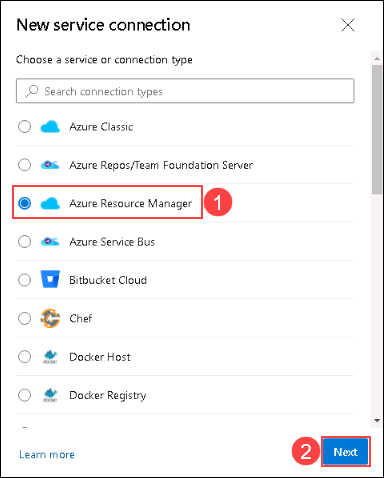 New service connection
Choose a service or connection type
Search connection types
Azure Classic
Azure Repos/Team Foundation Server
Azure Resource Manager
1
Azure Service Bus
Bitbucket Cloud
Chef
Docker Host
Docker Registry
Learn more
2
Next